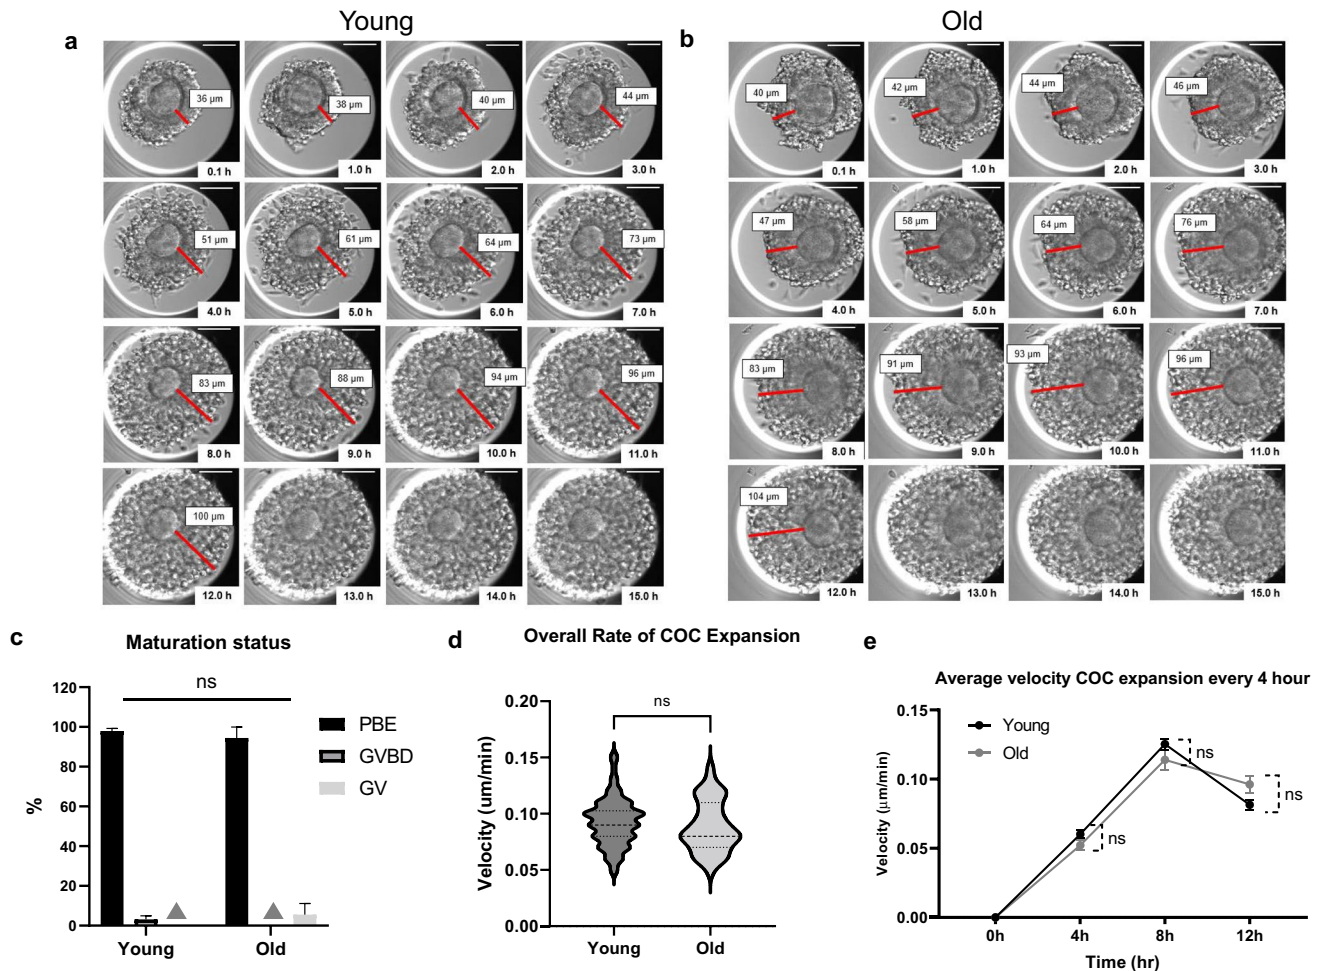 Young
Old
a
b
36 µm
38 µm
40 µm
44 µm
0.1 h
1.0 h
2.0 h
3.0 h
51 µm
61 µm
64 µm
73 µm
4.0 h
5.0 h
6.0 h
7.0 h
83 µm
88 µm
94 µm
96 µm
8.0 h
9.0 h
10.0 h
11.0 h
100 µm
12.0 h
13.0 h
14.0 h
15.0 h
40 µm
42 µm
44 µm
46 µm
0.1 h
1.0 h
2.0 h
3.0 h
47 µm
58 µm
64 µm
76 µm
4.0 h
5.0 h
6.0 h
7.0 h
83 µm
91 µm
93 µm
96 µm
8.0 h
9.0 h
10.0 h
11.0 h
104 µm
12.0 h
13.0 h
14.0 h
15.0 h
c
Maturation status
ns
120
100
80
60
40
20
0
%
Young
Old
PBE
GVBD
GV
d
Overall Rate of COC Expansion
ns
0.20
0.15
0.10
0.05
0.00
Velocity (um/min)
Young
Old
e
Average velocity COC expansion every 4 hour
0.15
0.10
0.05
0.00
Velocity (µm/min)
Young
Old
ns
ns
ns
0h
4h
8h
12h
Time (hr)